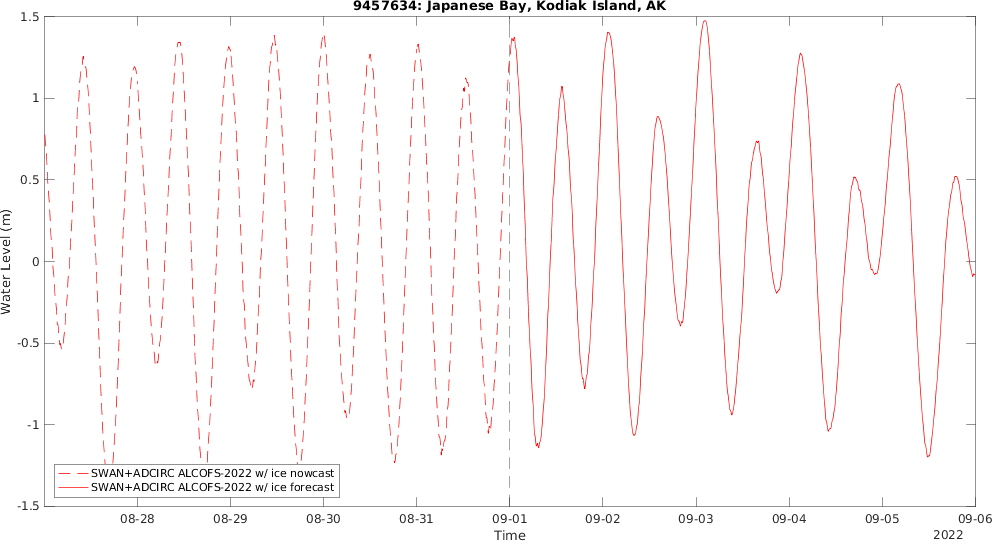 9457634: Japanese Bay, Kodiak Island, AK
1.5
1
0.5
0
-0.5
-1
-1.5
Water Level (m)
SWAN+ADCIRC ALCOFS-2022 w/ ice nowcast
SWAN+ADCIRC ALCOFS-2022 w/ ice forecast
08-28 08-29 08-30 08-31 09-01 09-02 09-03 09-04 09-05 09-06
Time
2022